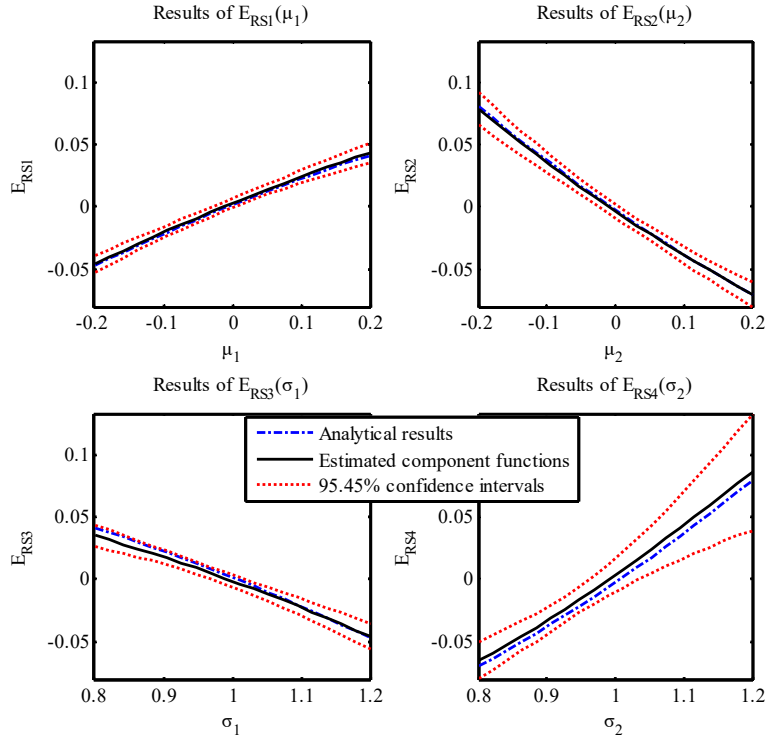 Results of E_RS1(μ_1)
0.1
0.05
0
-0.05
E_RS1
-0.2 -0.1 0 0.1 0.2
μ_1
Results of E_RS2(μ_2)
0.1
0.05
0
-0.05
E_RS2
-0.2 -0.1 0 0.1 0.2
μ_2
Results of E_RS3(σ_1)
0.1
0.05
0
-0.05
E_RS3
0.8 0.9 1 1.1 1.2
σ_1
Results of E_RS4(σ_2)
Analytical results
Estimated component functions
95.45% confidence intervals
0.1
0.05
0
-0.05
E_RS4
0.8 0.9 1 1.1 1.2
σ_2